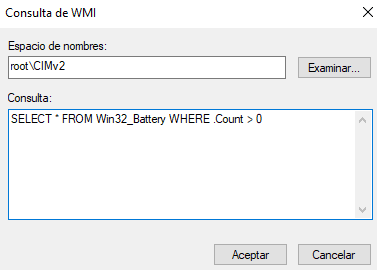 Consulta de WMI
Espacio de nombres:
root\CIMv2
Examinar...
Consulta:
SELECT * FROM Win32_Battery WHERE .Count > 0
Aceptar
Cancelar